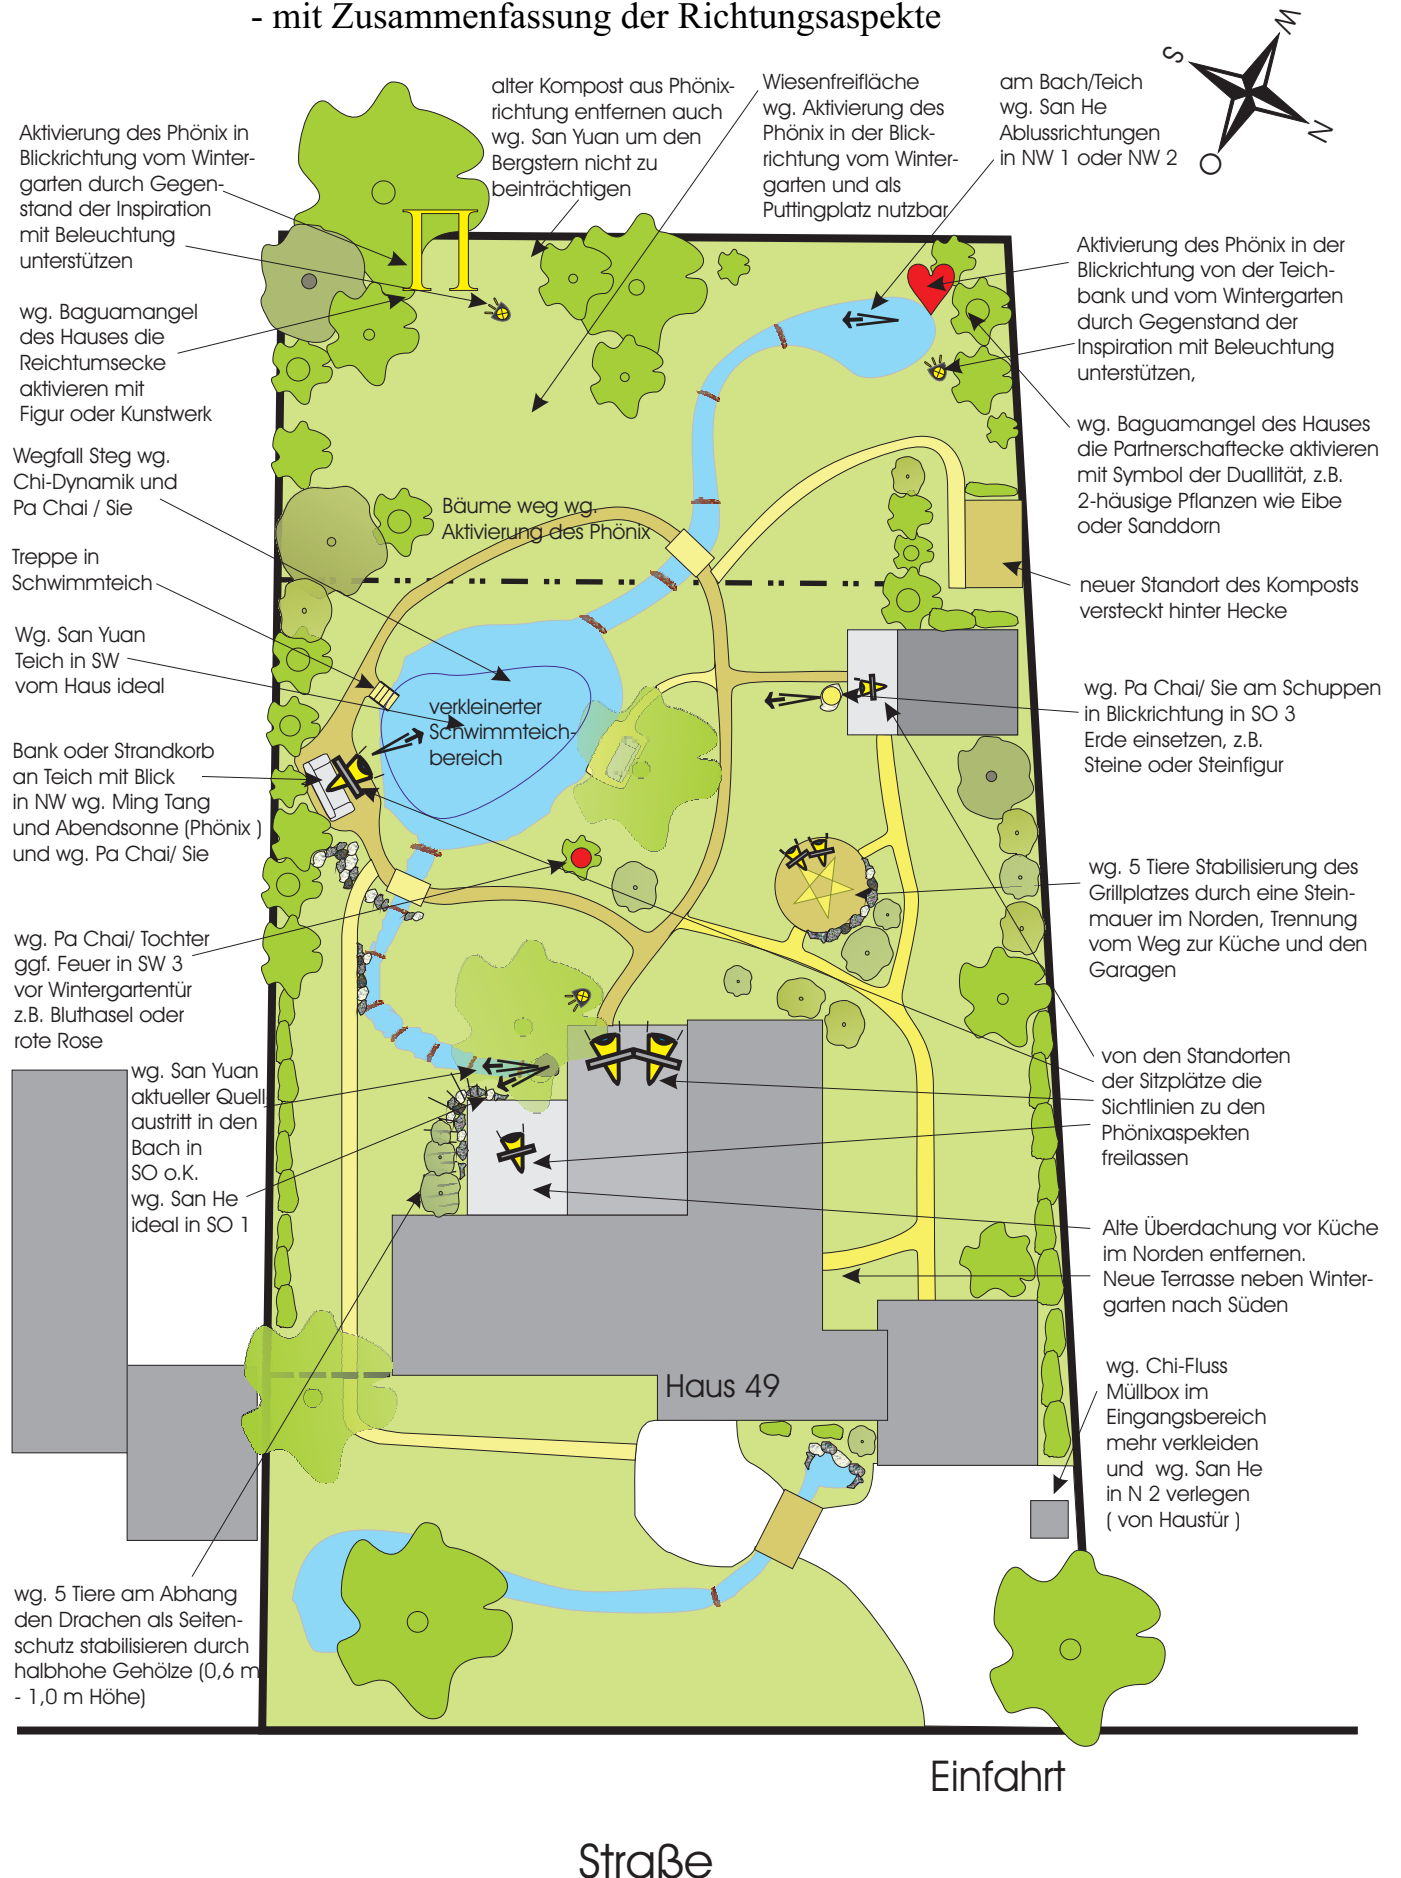 - mit Zusammenfassung der Richtungsaspekte
W
S
N
O
Aktivierung des Phönix in
Blickrichtung vom Winter-
garten durch Gegen-
stand der Inspiration
mit Beleuchtung
unterstützen
alter Kompost aus Phönix-
richtung entfernen auch
wg. San Yuan um den
Bergstern nicht zu
beinträchtigen
Wiesenfreifläche
wg. Aktivierung des
Phönix in der Blick-
richtung vom Winter-
garten und als
Puttingplatz nutzbar
am Bach/Teich
wg. San He
Ablussrichtungen
in NW 1 oder NW 2
Aktivierung des Phönix in der
Blickrichtung von der Teich-
bank und vom Wintergarten
durch Gegenstand der
Inspiration mit Beleuchtung
unterstützen,
wg. Baguamangel
des Hauses die
Reichtumsecke
aktivieren mit
Figur oder Kunstwerk
wg. Baguamangel des Hauses
die Partnerschaftecke aktivieren
mit Symbol der Duallität, z.B.
2-häusige Pflanzen wie Eibe
oder Sanddorn
Wegfall Steg wg.
Chi-Dynamik und
Pa Chai / Sie
Bäume weg wg.
Aktivierung des Phönix
Treppe in
Schwimmteich
neuer Standort des Komposts
versteckt hinter Hecke
Wg. San Yuan
Teich in SW
vom Haus ideal
verkleinerter
Schwimmteich-
bereich
wg. Pa Chai/ Sie am Schuppen
in Blickrichtung in SO 3
Erde einsetzen, z.B.
Steine oder Steinfigur
Bank oder Strandkorb
an Teich mit Blick
in NW wg. Ming Tang
und Abendsonne (Phönix )
und wg. Pa Chai/ Sie
wg. 5 Tiere Stabilisierung des
Grillplatzes durch eine Stein-
mauer im Norden, Trennung
vom Weg zur Küche und den
Garagen
wg. Pa Chai/ Tochter
ggf. Feuer in SW 3
vor Wintergartentür
z.B. Bluthasel oder
rote Rose
von den Standorten
der Sitzplätze die
Sichtlinien zu den
Phönixaspekten
freilassen
wg. San Yuan
aktueller Quell
austritt in den
Bach in
SO o.K.
wg. San He
ideal in SO 1
Alte Überdachung vor Küche
im Norden entfernen.
Neue Terrasse neben Winter-
garten nach Süden
Haus 49
wg. Chi-Fluss
Müllbox im
Eingangsbereich
mehr verkleiden
und  wg. San He
in N 2 verlegen
( von Haustür )
wg. 5 Tiere am Abhang
den Drachen als Seiten-
schutz stabilisieren durch
halbhohe Gehölze (0,6 m
- 1,0 m Höhe)
Einfahrt
Straße